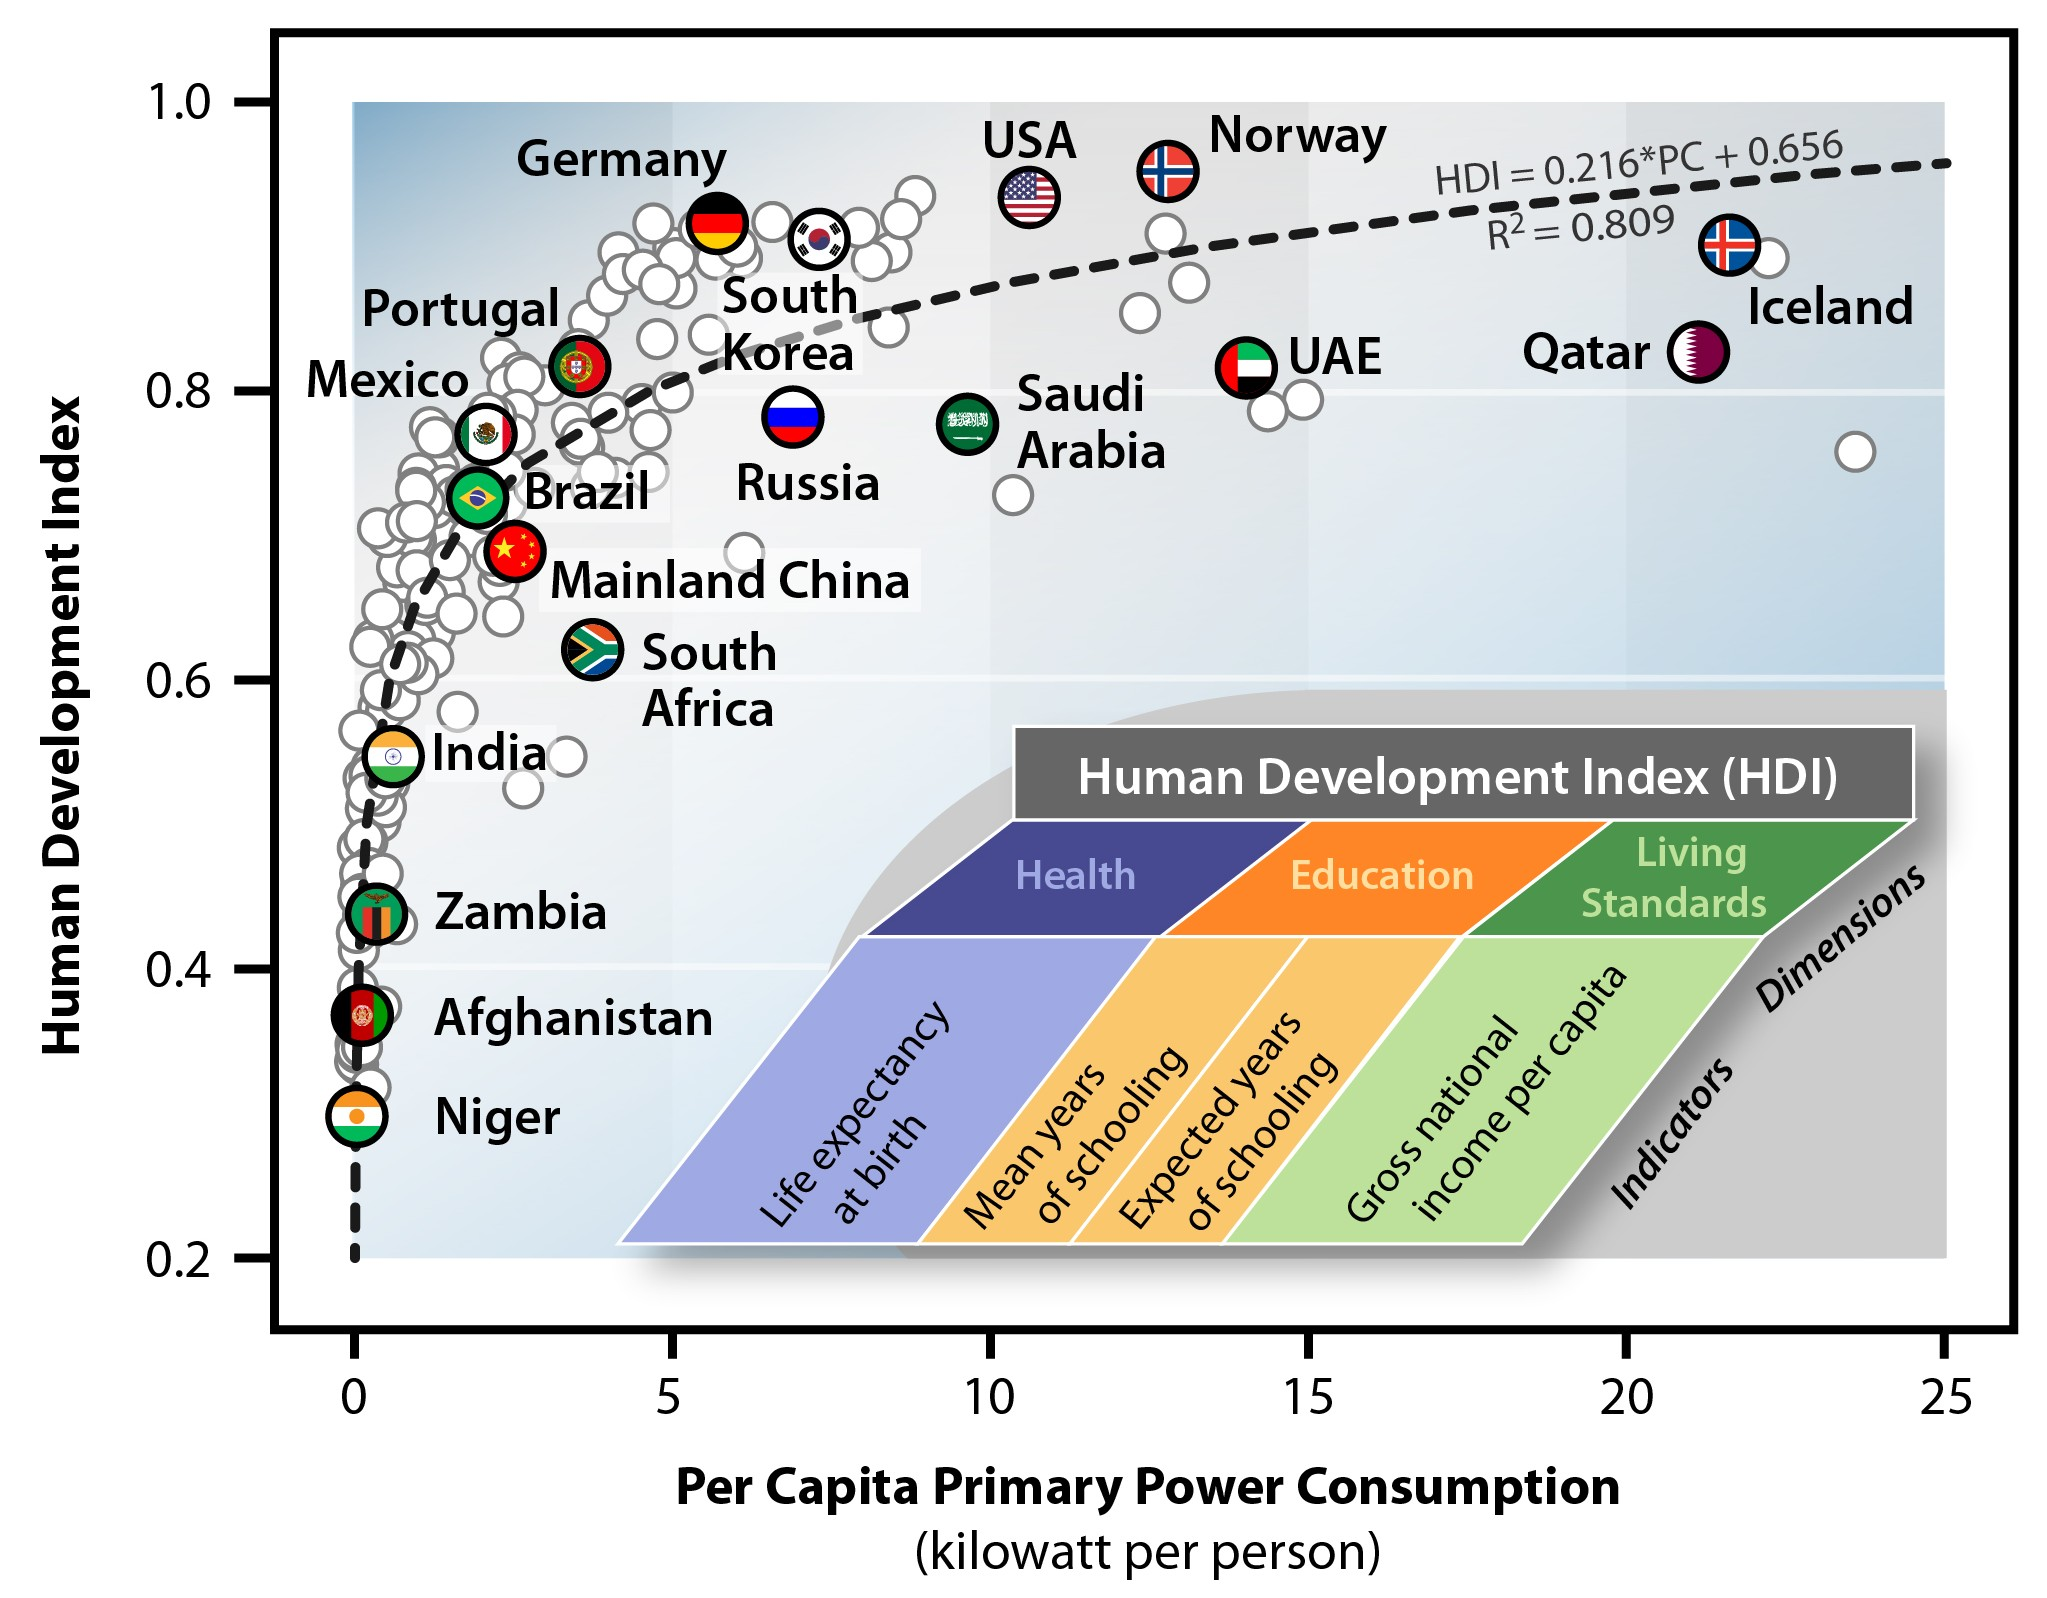 Human Development Index
1.0
0.8
0.6
0.4
0.2
Germany
USA
Norway
HDI = 0.216*PC + 0.656
R² = 0.809
Portugal
South
Korea
Iceland
Mexico
UAE
Qatar
Saudi
Arabia
Brazil
Russia
Mainland China
South
Africa
India
Zambia
Afghanistan
Niger
Human Development Index (HDI)
Health
Education
Living
Standards
Dimensions
Life expectancy
at birth
Mean years
of schooling
Expected years
of schooling
Gross national
income per capita
Indicators
0
5
10
15
20
25
Per Capita Primary Power Consumption
(kilowatt per person)